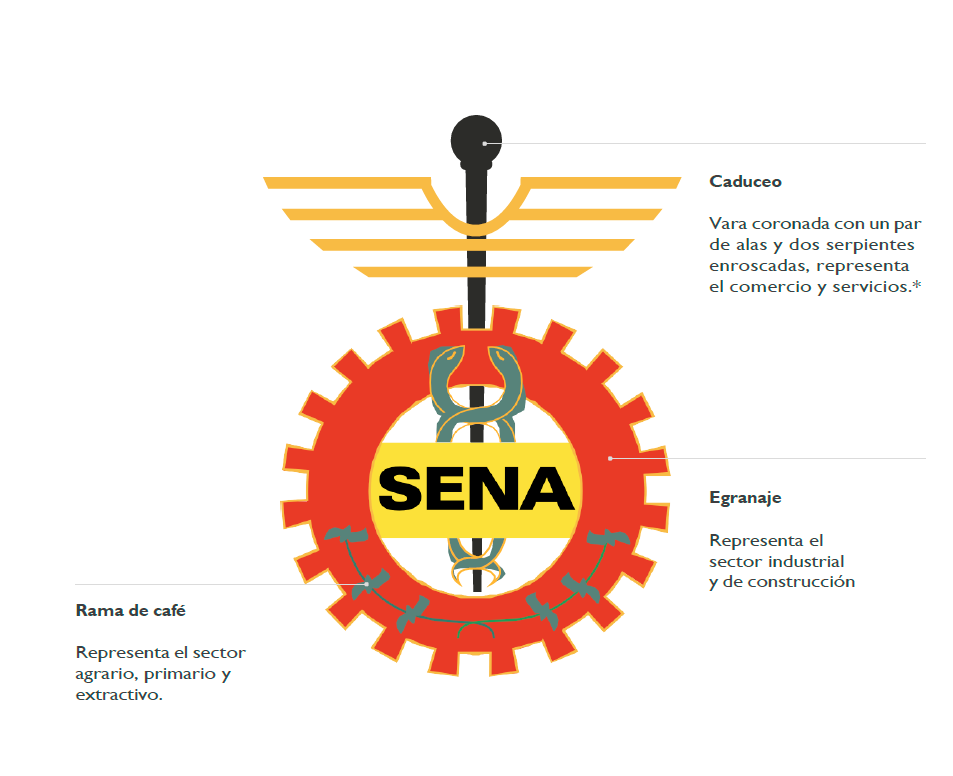 Caduceo
Vara coronada con un par
de alas y dos serpientes
enroscadas, representa
el comercio y servicios.*
SENA
Egranaje
Representa el
sector industrial
y de construcción
Rama de café
Representa el sector
agrario, primario y
extractivo.